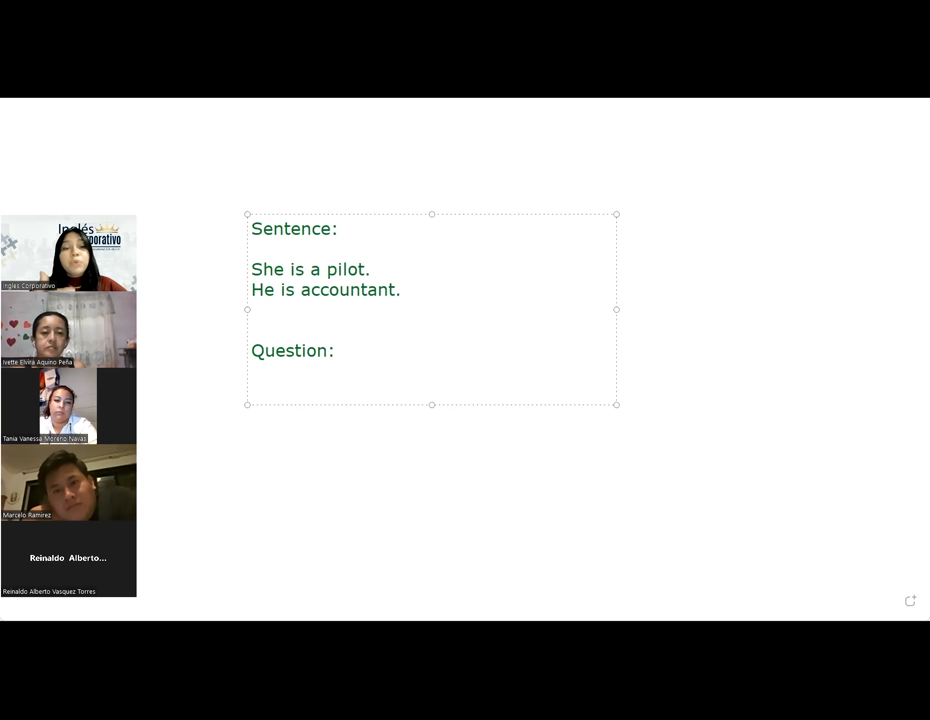 Inglés
Corporativo
Inglés Corporativo
Ivette Elvira Aquino Peña
Tania Vanessa Moreno Navas
Marcelo Ramirez
Reinaldo Alberto...
Reinaldo Alberto Vasquez Torres
Sentence:
She is a pilot.
He is accountant.
Question: